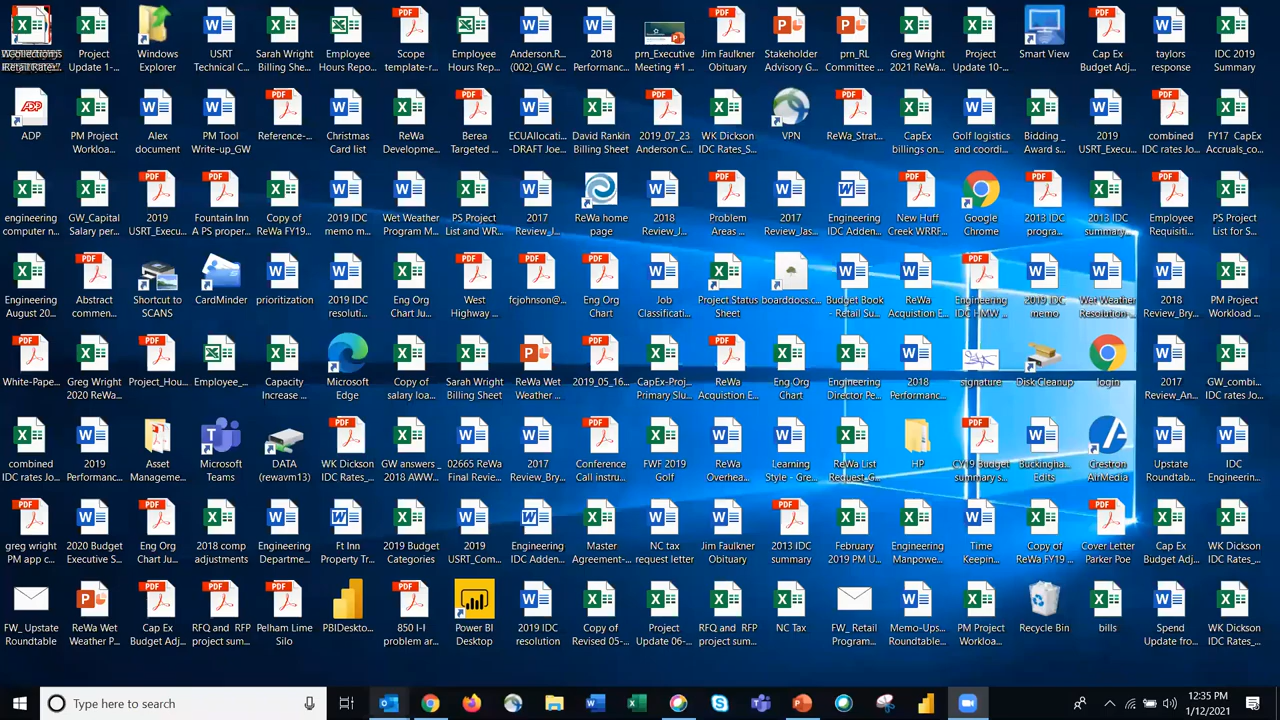 Project
Update 1-...
Windows
Explorer
USRT
Technical C...
Sarah Wright
Billing She...
Employee
Hours Repo...
Scope
template-r...
Employee
Hours Rep...
Anderson.R...
(002)_GW c...
2018
Performanc...
prn_Executive
Meeting #1 ...
Jim Faulkner
Obituary
Stakeholder
Advisory G...
prn_RL
Committee ...
Greg Wright
2021 ReWa...
Project
Update 10-...
Smart View
Cap Ex
Budget Adj...
taylors
response
IDC 2019
Summary
ADP
PM Project
Workloa...
Alex
document
PM Tool
Write-up_GW
Reference-...
Christmas
Card list
ReWa
Developme...
Berea
Targeted ...
ECUAllocati...
-DRAFT Joe...
David Rankin
Billing Sheet
2019_07_23
Anderson C...
WK Dickson
IDC Rates_S...
VPN
ReWa_Strat...
CapEx
billings on...
Golf logistics
and coordi...
Bidding _
Award s...
2019
USRT_Execu...
combined
IDC rates Jo...
FY17 CapEx
Accruals_co...
engineering
computer n...
GW_Capital
Salary per...
2019
USRT_Execu...
Fountain Inn
A PS proper...
Copy of
ReWa FY19...
2019 IDC
memo m...
Wet Weather
Program M...
PS Project
List and WR...
2017
Review_J...
ReWa home
page
2018
Review_J...
Problem
Areas ...
2017
Review_Jas...
Engineering
IDC Adden...
New Huff
Creek WRRF...
Google
Chrome
2013 IDC
progra...
2013 IDC
summary...
Employee
Requisiti...
PS Project
List for S...
Engineering
August 20...
Abstract
commen...
Shortcut to
SCANS
CardMinder
prioritization
2019 IDC
resoluti...
Eng Org
Chart Ju...
West
Highway ...
fcjohnson@...
Eng Org
Chart
Job
Classificati...
Project Status
Sheet
boarddocs.c...
Budget Book
- Retail Su...
ReWa
Acquistion E...
Engineering
IDC HMW ...
2019 IDC
memo
Wet Weather
Resolution-...
2018
Review_Bry...
PM Project
Workload ...
White-Pape...
Greg Wright
2020 ReWa...
Project_Hou...
Employee_...
Capacity
Increase ...
Microsoft
Edge
Copy of
salary loa...
Sarah Wright
Billing Sheet
ReWa Wet
Weather ...
2019_05_16...
CapEx-Proj...
Primary Slu...
ReWa
Acquistion E...
Eng Org
Chart
Engineering
Director Pe...
2018
Performanc...
signature
Disk Cleanup
login
2017
Review_An...
GW_combi...
IDC rates Jo...
combined
IDC rates Jo...
2019
Performanc...
Asset
Manageme...
Microsoft
Teams
DATA
(rewavm13)
WK Dickson
IDC Rates_...
GW answers _
2018 AWW...
02665 ReWa
Final Revie...
2017
Review_Bry...
Conference
Call instru...
FWF 2019
Golf
ReWa
Overhea...
Learning
Style - Gre...
ReWa List
Request_G...
HP
CY19 Budget
summary s...
Buckingha...
Edits
Crestron
AirMedia
Upstate
Roundtab...
IDC
Engineerin...
greg wright
PM app c...
2020 Budget
Executive S...
Eng Org
Chart Ju...
2018 comp
adjustments
Engineering
Departme...
Ft Inn
Property Tr...
2019 Budget
Categories
2019
USRT_Com...
Engineering
IDC Adden...
Master
Agreement-...
NC tax
request letter
Jim Faulkner
Obituary
2013 IDC
summary
February
2019 PM U...
Engineering
Manpowe...
Time
Keepin...
Copy of
ReWa FY19 ...
Cover Letter
Parker Poe
Cap Ex
Budget Adj...
WK Dickson
IDC Rates_...
FW_ Upstate
Roundtable
ReWa Wet
Weather P...
Cap Ex
Budget Adj...
RFQ and RFP
project sum...
Pelham Lime
Silo
PBIDeskto...
850 I-I
problem ar...
Power BI
Desktop
2019 IDC
resolution
Copy of
Revised 05-...
Project
Update 06-...
RFQ and RFP
project sum...
NC Tax
FW_ Retail
Program...
Memo-Ups...
Roundtable...
PM Project
Workloa...
Recycle Bin
bills
Spend
Update fro...
WK Dickson
IDC Rates_...
Type here to search
12:35 PM
1/12/2021